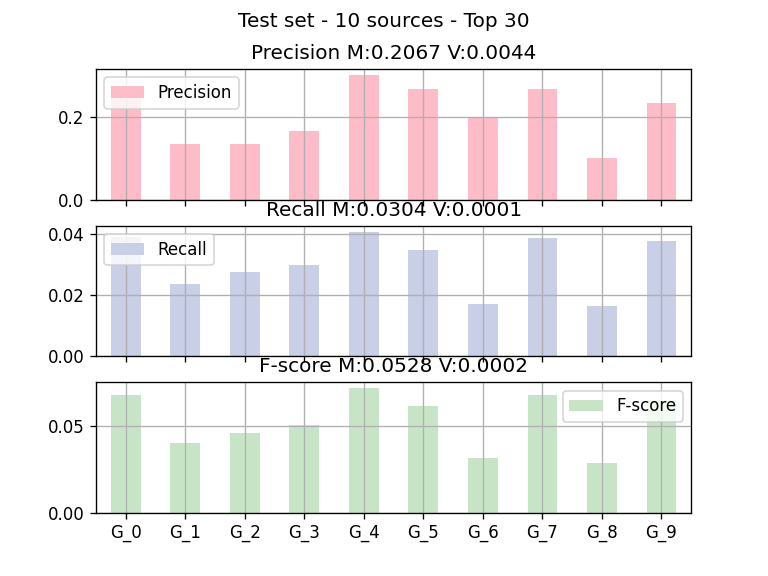 Test set - 10 sources - Top 30
Precision M:0.2067 V:0.0044
Precision
0.2
0.0
Recall M:0.0304 V:0.0001
0.04
Recall
0.02
0.00
F-score M:0.0528 V:0.0002
F-score
0.05
0.00
G_0 G_1 G_2 G_3 G_4 G_5 G_6 G_7 G_8 G_9